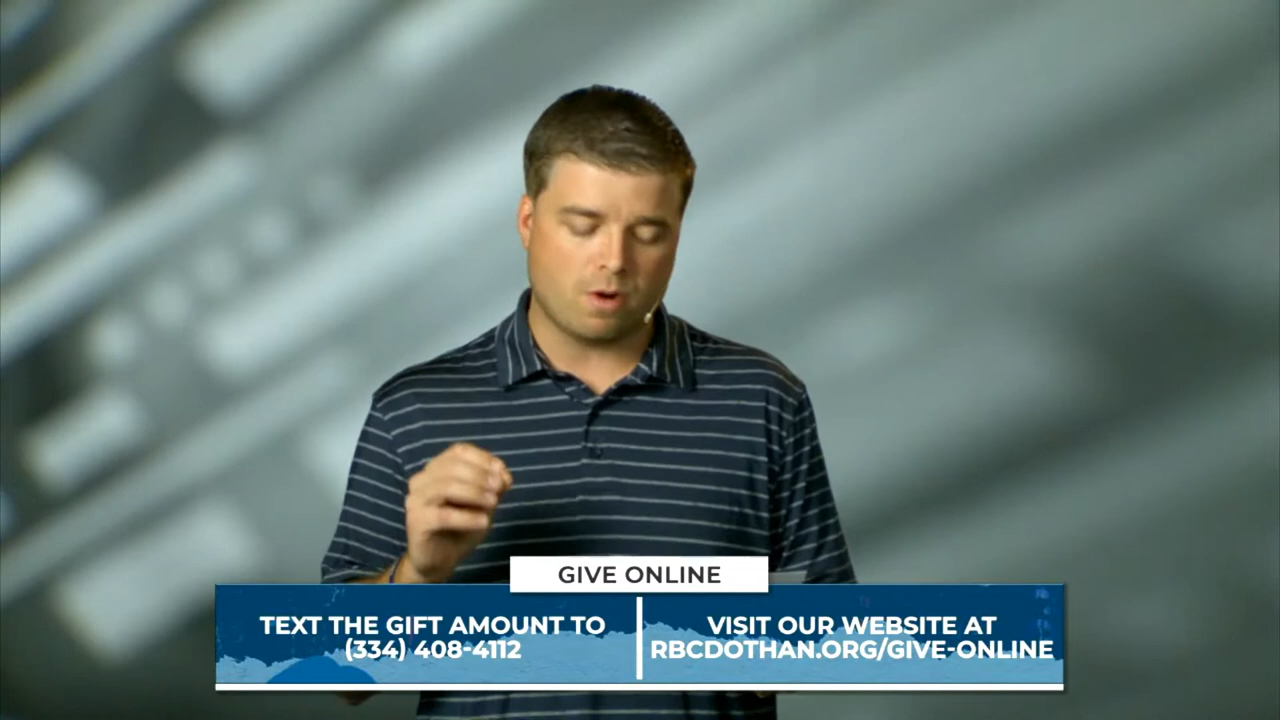 GIVE ONLINE
TEXT THE GIFT AMOUNT TO
(334) 408-4112
VISIT OUR WEBSITE AT
RBCDOTHAN.ORG/GIVE-ONLINE